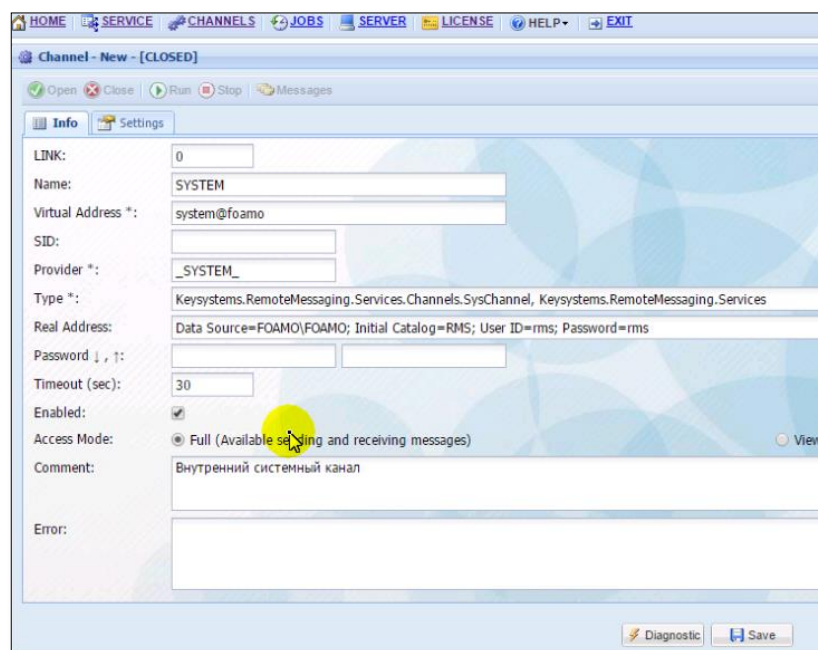 HOME SERVICE CHANNELS JOBS SERVER LICENSE HELP EXIT
Channel - New - [CLOSED]
Open Close Run Stop Messages
Info Settings
LINK: 0
Name: SYSTEM
Virtual Address *: system@foamo
SID:
Provider *: _SYSTEM_
Type *: Keysystems.RemoteMessaging.Services.Channels.SysChannel, Keysystems.RemoteMessaging.Services
Real Address: Data Source=FOAMO\FOAMO; Initial Catalog=RMS; User ID=rms; Password=rms
Password ↓ , ↑:
Timeout (sec): 30
Enabled:
Access Mode: Full (Available sending and receiving messages) View
Comment: Внутренний системный канал
Error:
Diagnostic Save